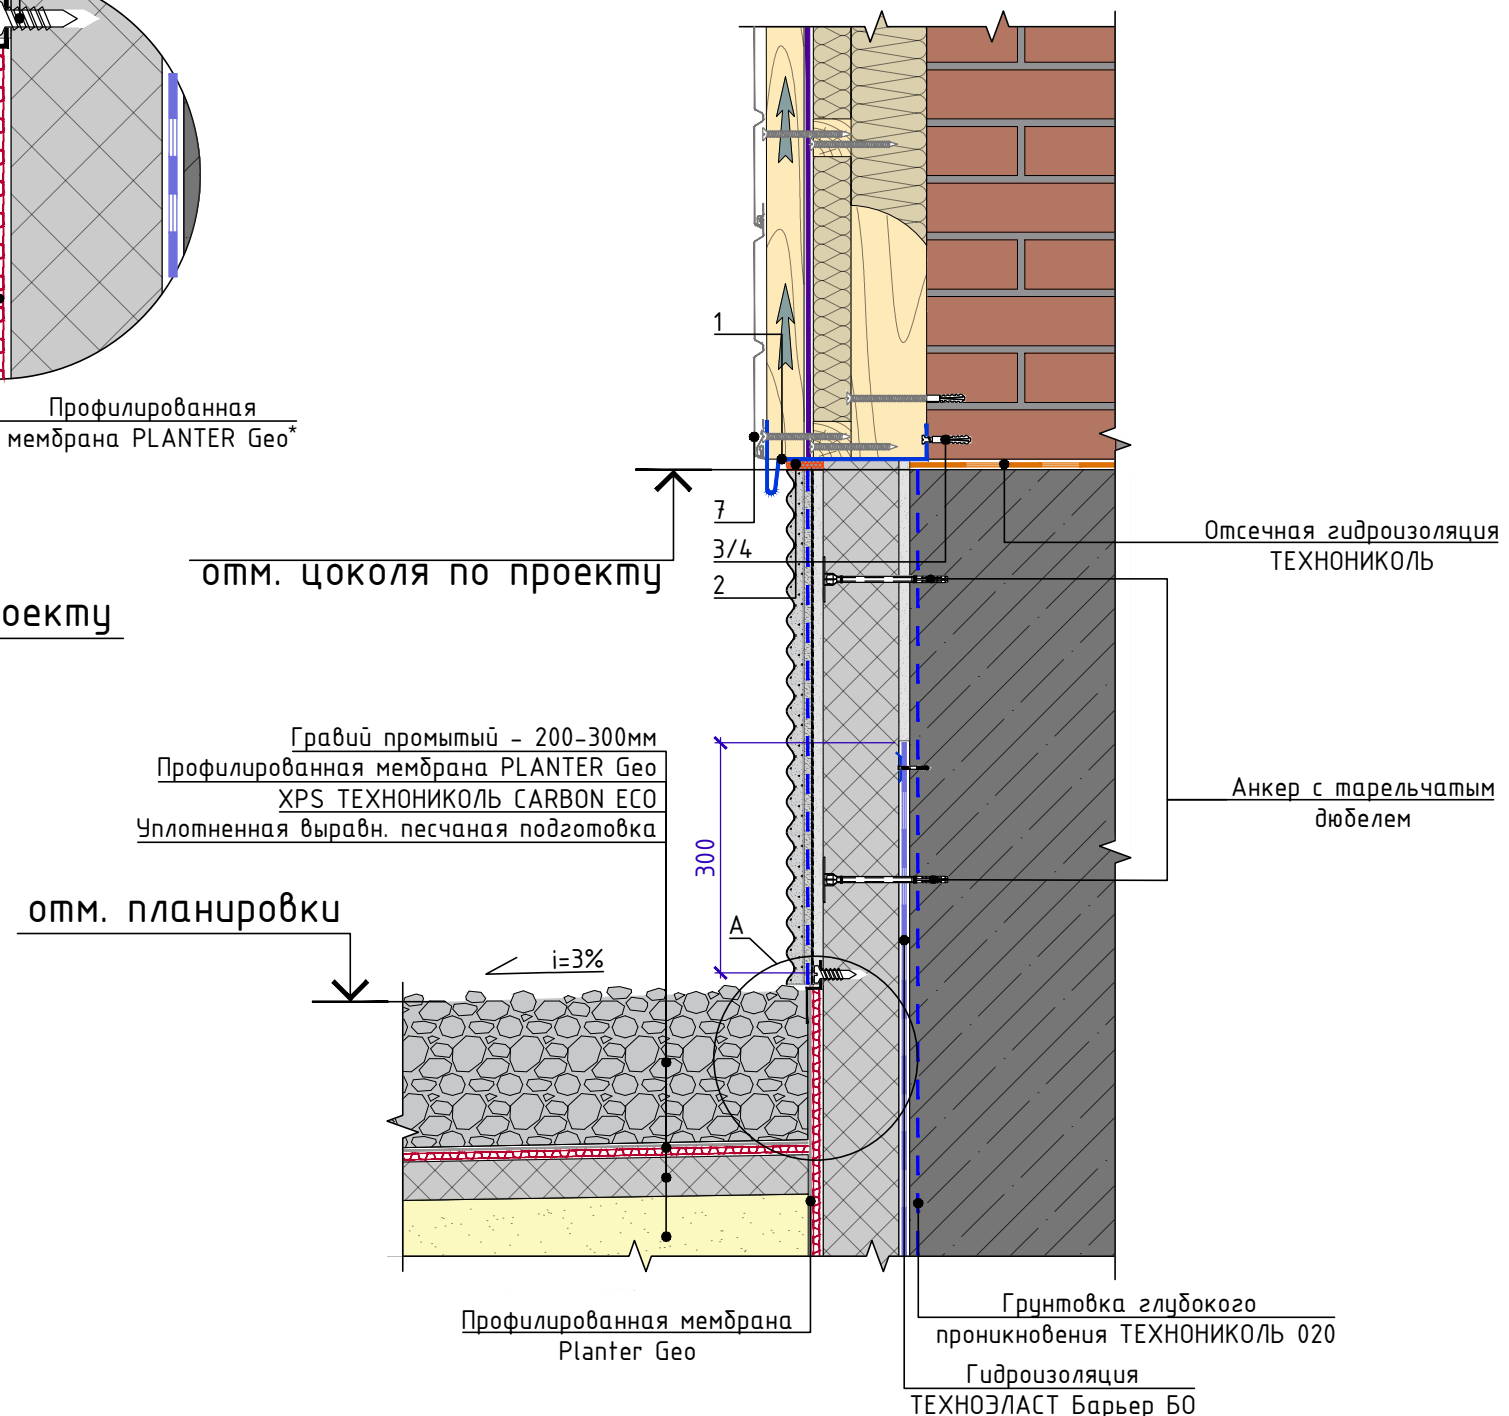 Профилированная
мембрана PLANTER Geo*
1
7
3/4
2
отм. цоколя по проекту
оекту
Отсечная гидроизоляция
ТЕХНОНИКОЛЬ
Гравий промытый - 200-300мм
Профилированная мембрана PLANTER Geo
XPS ТЕХНОНИКОЛЬ CARBON ECO
Уплотненная выравн. песчаная подготовка
300
Анкер с тарельчатым
дюбелем
отм. планировки
А
i=3%
Профилированная мембрана
Planter Geo
Грунтовка глубокого
проникновения ТЕХНОНИКОЛЬ 020
Гидроизоляция
ТЕХНОЭЛАСТ Барьер БО